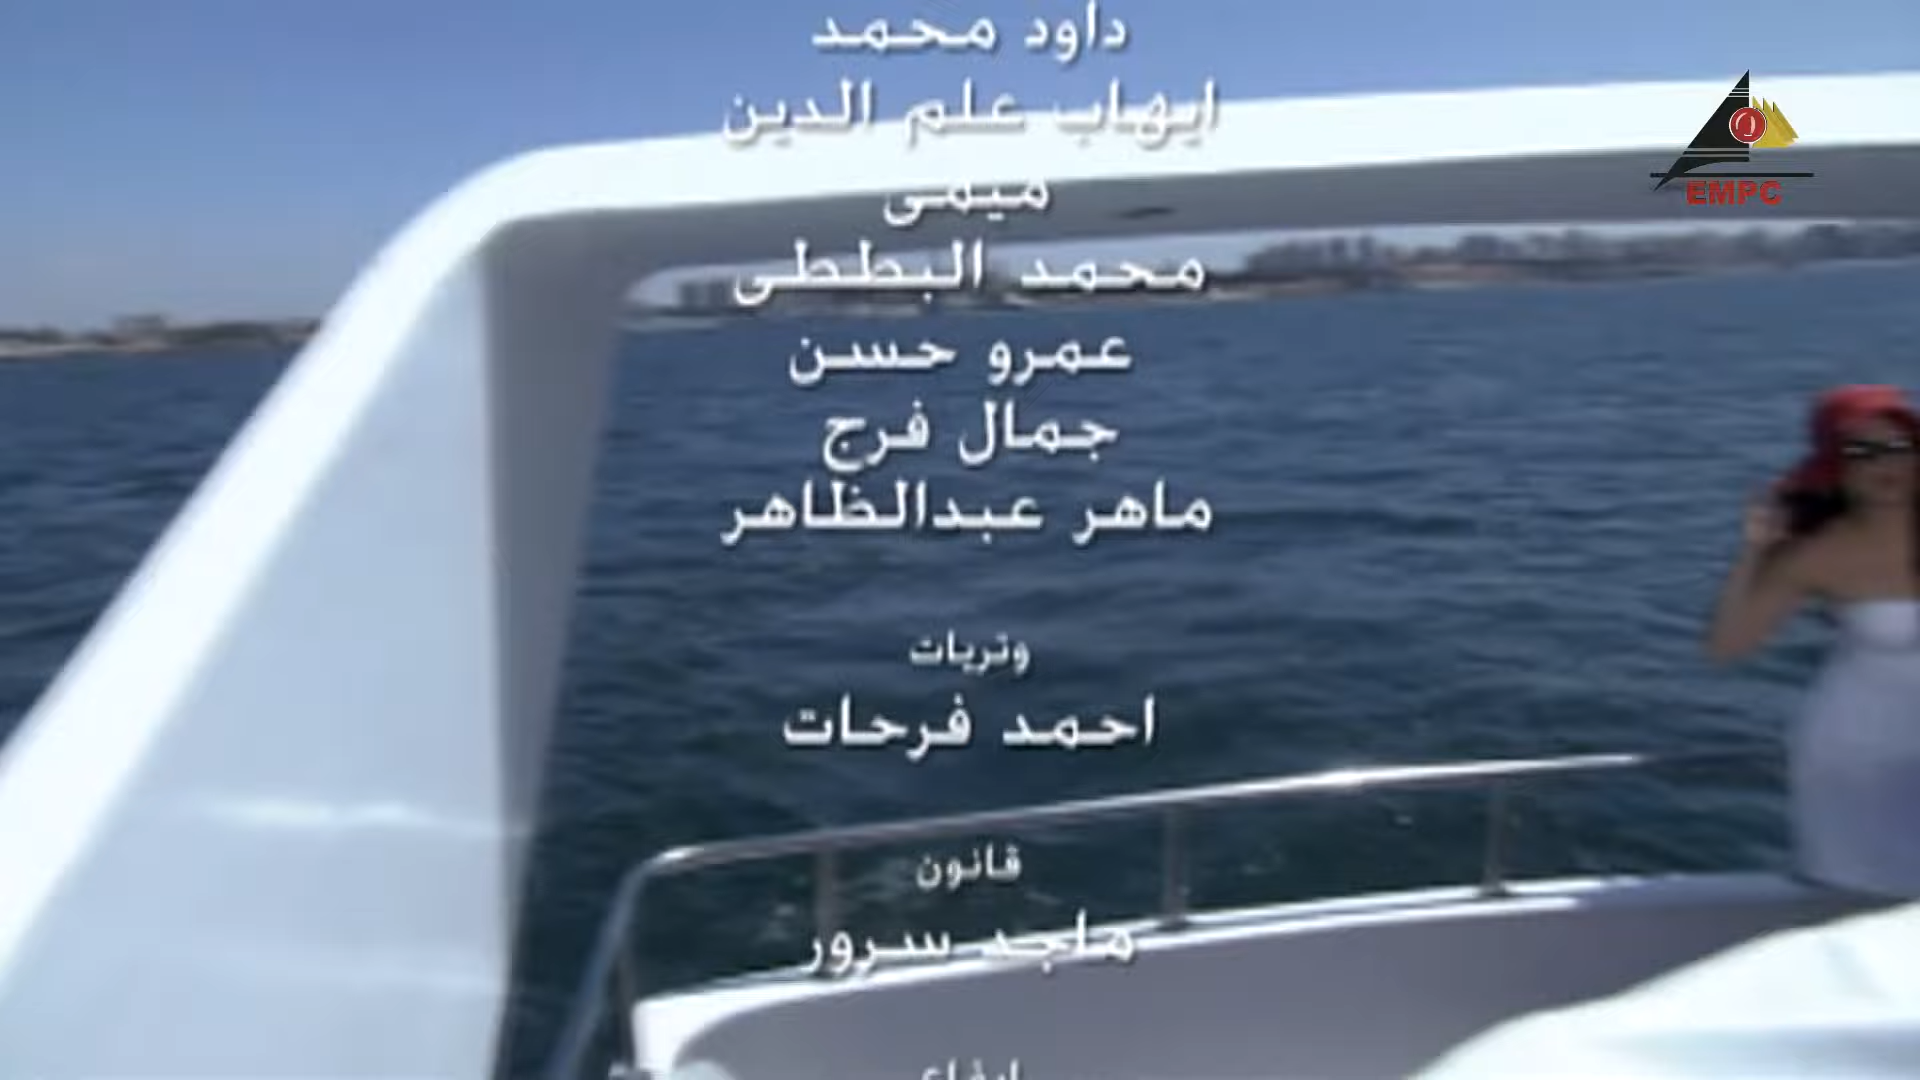 داود محمد
ايهاب علم الدين
ميمى
محمد البططى
عمرو حسن
جمال فرج
ماهر عبدالظاهر
وتريات
احمد فرحات
قانون
ماجد سرور
EMPC